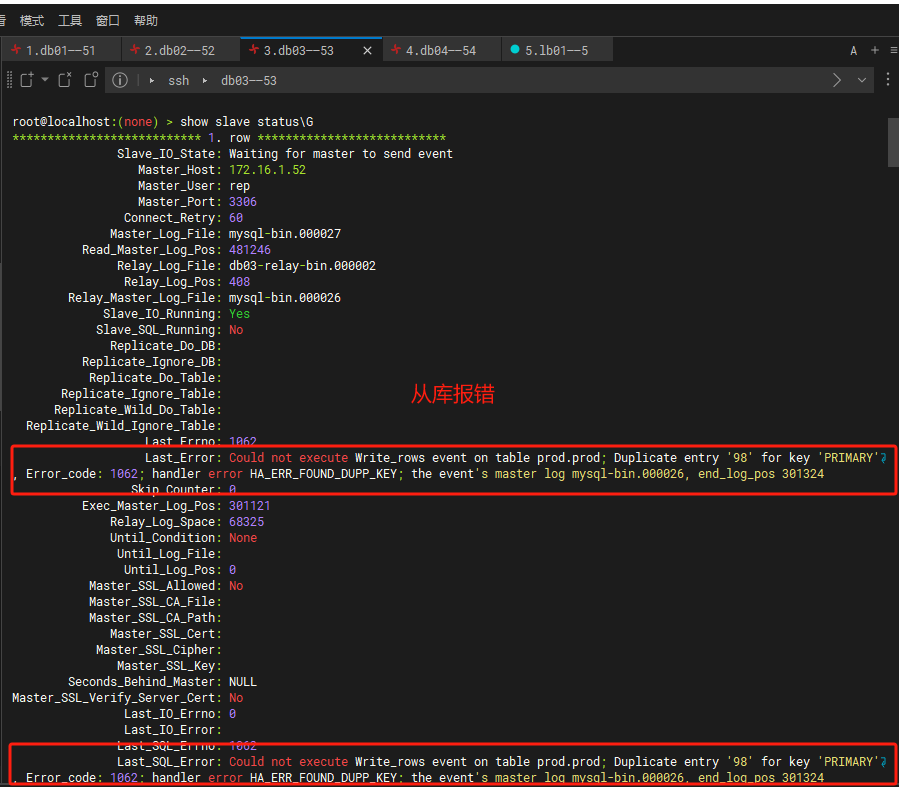 看 模式 工具 窗口 帮助
1.db01——51 2.db02——52 3.db03——53 × 4.db04——54 5.lb01——5 A + ≡
ssh db03——53
root@localhost:(none) > show slave status\G
*************************** 1. row ***************************
Slave_IO_State: Waiting for master to send event
Master_Host: 172.16.1.52
Master_User: rep
Master_Port: 3306
Connect_Retry: 60
Master_Log_File: mysql-bin.000027
Read_Master_Log_Pos: 481246
Relay_Log_File: db03-relay-bin.000002
Relay_Log_Pos: 408
Relay_Master_Log_File: mysql-bin.000026
Slave_IO_Running: Yes
Slave_SQL_Running: No
Replicate_Do_DB:
Replicate_Ignore_DB:
Replicate_Do_Table:
从库报错
Replicate_Ignore_Table:
Replicate_Wild_Do_Table:
Replicate_Wild_Ignore_Table:
Last_Errno: 1062
Last_Error: Could not execute Write_rows event on table prod.prod; Duplicate entry '98' for key 'PRIMARY'
, Error_code: 1062; handler error HA_ERR_FOUND_DUPP_KEY; the event's master log mysql-bin.000026, end_log_pos 301324
Skip_Counter: 0
Exec_Master_Log_Pos: 301121
Relay_Log_Space: 68325
Until_Condition: None
Until_Log_File:
Until_Log_Pos: 0
Master_SSL_Allowed: No
Master_SSL_CA_File:
Master_SSL_CA_Path:
Master_SSL_Cert:
Master_SSL_Cipher:
Master_SSL_Key:
Seconds_Behind_Master: NULL
Master_SSL_Verify_Server_Cert: No
Last_IO_Errno: 0
Last_IO_Error:
Last_SQL_Errno: 1062
Last_SQL_Error: Could not execute Write_rows event on table prod.prod; Duplicate entry '98' for key 'PRIMARY'
, Error_code: 1062; handler error HA_ERR_FOUND_DUPP_KEY; the event's master log mysql-bin.000026, end_log_pos 301324